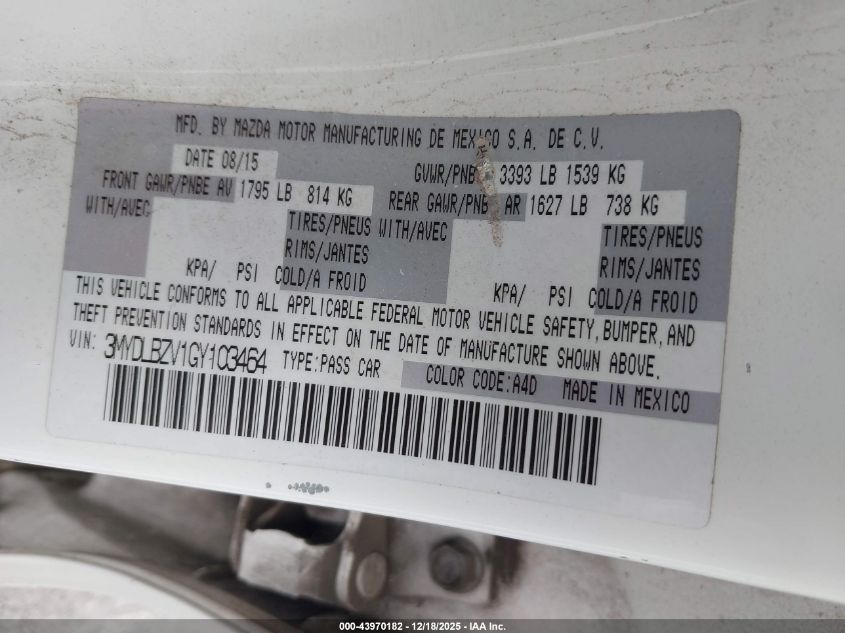 MFD. BY MAZDA MOTOR MANUFACTURING DE MEXICO S.A. DE C.V.
DATE 08/15 GVWR/PNBV 3393 LB 1539 KG
FRONT GAWR/PNBE AV 1795 LB 814 KG REAR GAWR/PNBE AR 1627 LB 738 KG
WITH/AVEC TIRES/PNEUS WITH/AVEC TIRES/PNEUS
RIMS/JANTES RIMS/JANTES
KPA/ PSI COLD/A FROID KPA/ PSI COLD/A FROID
THIS VEHICLE CONFORMS TO ALL APPLICABLE FEDERAL MOTOR VEHICLE SAFETY, BUMPER, AND
THEFT PREVENTION STANDARDS IN EFFECT ON THE DATE OF MANUFACTURE SHOWN ABOVE.
VIN: 3MYDLBZV1GY103464 TYPE: PASS CAR
COLOR CODE: A4D MADE IN MEXICO
000-43970182 - 12/18/2025 - IAA Inc.